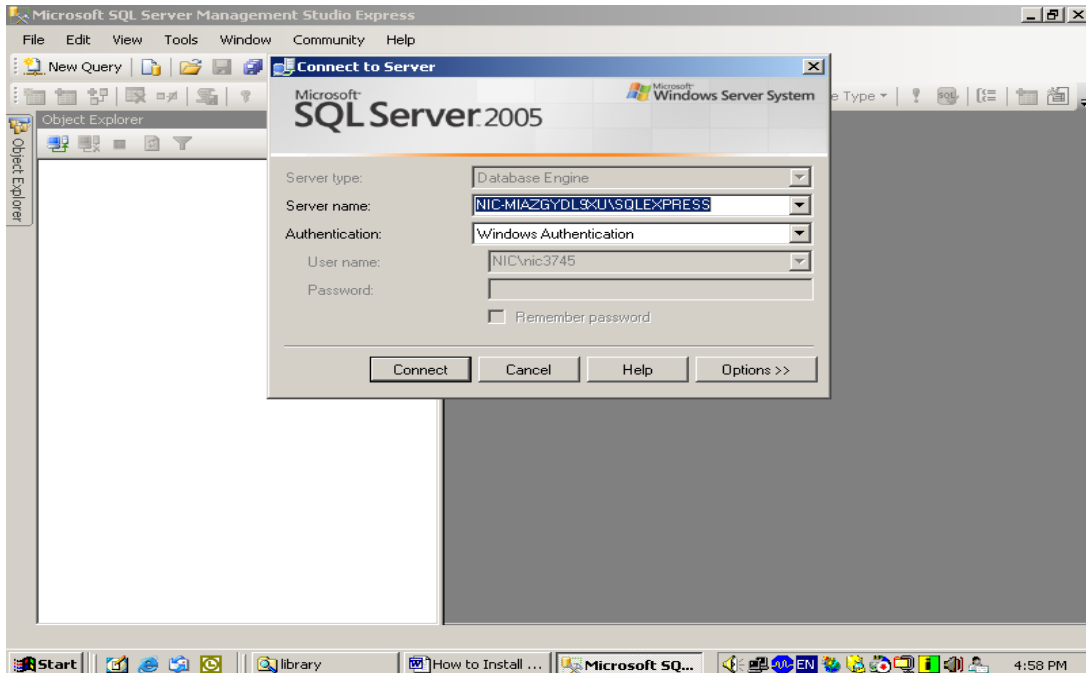 Microsoft SQL Server Management Studio Express
File Edit View Tools Window Community Help
New Query
e Type
Object Explorer
Object Explorer
Connect to Server
Microsoft
SQL Server 2005
Microsoft
Windows Server System
Server type: Database Engine
Server name: NIC-MIAZGYDL9XU\SQLEXPRESS
Authentication: Windows Authentication
User name: NIC\nic3745
Password:
Remember password
Connect Cancel Help Options >>
Start library How to Install ... Microsoft SQ... EN 4:58 PM